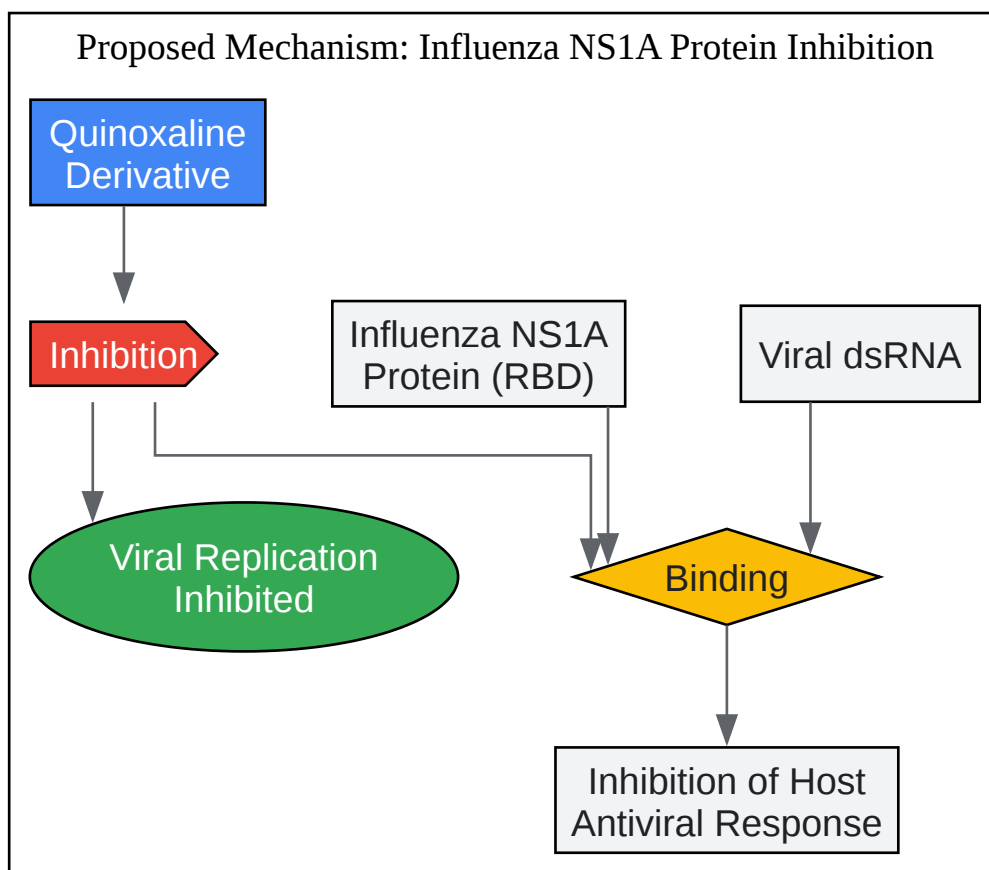 Proposed Mechanism: Influenza NS1A Protein Inhibition
Quinoxaline
Derivative
Inhibition
Influenza NS1A
Protein (RBD)
Viral dsRNA
Viral Replication
Inhibited
Binding
Inhibition of Host
Antiviral Response